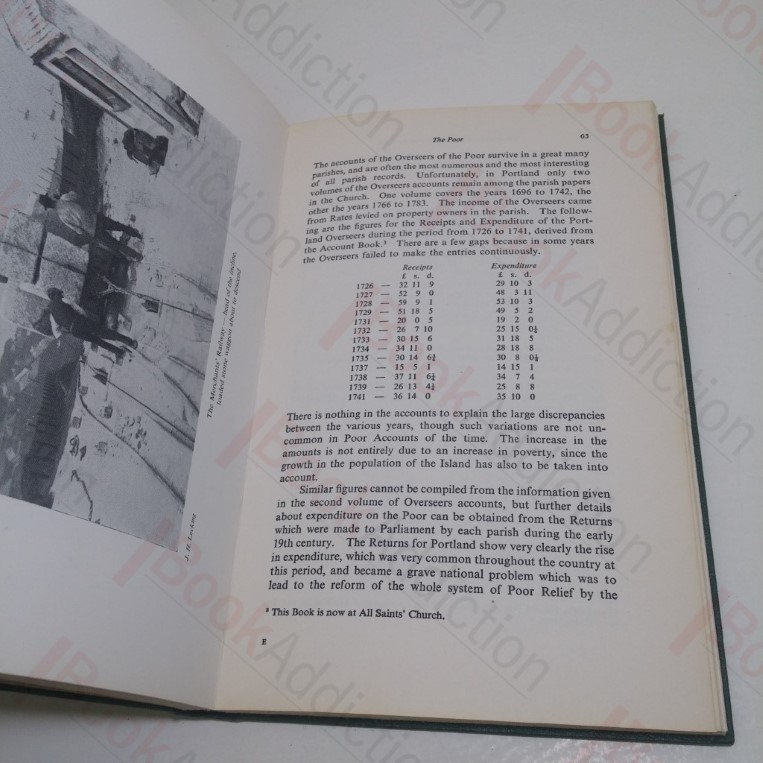 The Merchants' Railway — head of the incline,
loaded stone waggon about to descend
J. H. Lucking
The Poor 65
The accounts of the Overseers of the Poor survive in a great many
parishes, and are often the most numerous and the most interesting
of all parish records. Unfortunately, in Portland only two
volumes of the Overseers accounts remain among the parish papers
in the Church. One volume covers the years 1696 to 1742, the
other the years 1766 to 1783. The income of the Overseers came
from Rates levied on property owners in the parish. The follow-
ing are the figures for the Receipts and Expenditure of the Port-
land Overseers during the period from 1726 to 1741, derived from
the Account Book.³ There are a few gaps because in some years
the Overseers failed to make the entries continuously.
Receipts Expenditure
£ s. d. £ s. d.
1726 — 32 11 9 29 10 3
1727 — 52 9 0 48 3 11
1728 — 59 9 1 53 10 3
1729 — 51 18 5 49 5 2
1731 — 20 0 5 19 2 0
1732 — 26 7 10 25 15 0½
1733 — 30 15 6 31 18 5
1734 — 34 11 0 28 18 8
1735 — 30 14 6½ 30 8 0½
1737 — 15 5 1 14 15 1
1738 — 37 11 6½ 34 7 4
1739 — 26 13 4½ 25 8 8
1741 — 36 14 0 35 10 0
There is nothing in the accounts to explain the large discrepancies
between the various years, though such variations are not un-
common in Poor Accounts of the time. The increase in the
amounts is not entirely due to an increase in poverty, since the
growth in the population of the Island has also to be taken into
account.
Similar figures cannot be compiled from the information given
in the second volume of Overseers accounts, but further details
about expenditure on the Poor can be obtained from the Returns
which were made to Parliament by each parish during the early
19th century. The Returns for Portland show very clearly the rise
in expenditure, which was very common throughout the country at
this period, and became a grave national problem which was to
lead to the reform of the whole system of Poor Relief by the
³ This Book is now at All Saints' Church.
E
BookAddiction